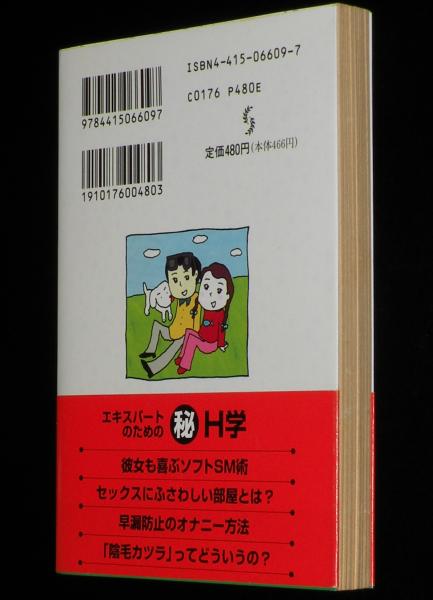 ISBN4-415-06609-7
C0176 P480E
9784415066097
定価480円(本体466円)
1910176004803
エキスパート
のための
㊙ H学
彼女も喜ぶソフトSM術
セックスにふさわしい部屋とは?
早漏防止のオナニー方法
「陰毛カツラ」ってどういうの?